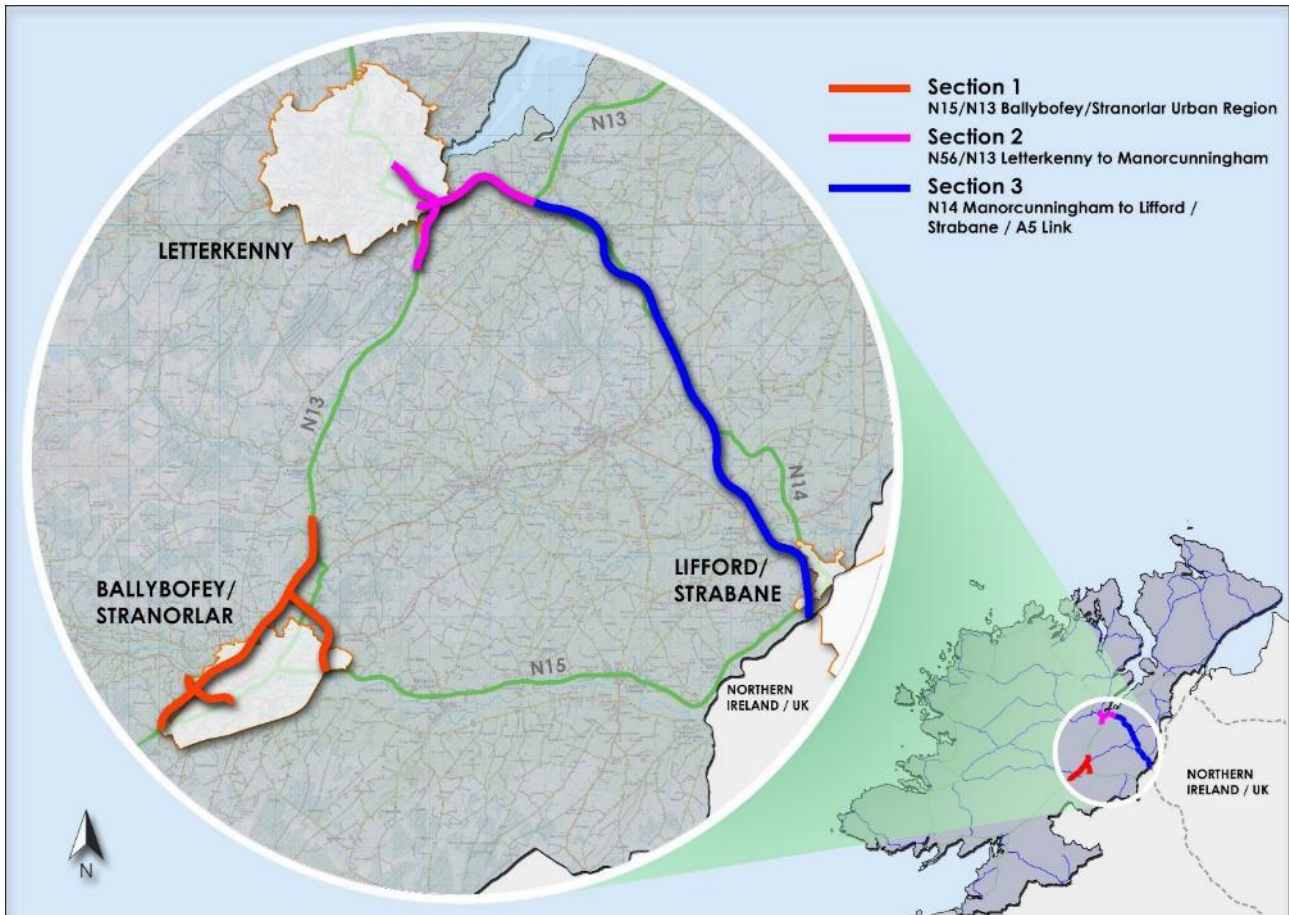 Section 1
N15/N13 Ballybofey/Stranorlar Urban Region
Section 2
N56/N13 Letterkenny to Manorcunningham
Section 3
N14 Manorcunningham to Lifford /
Strabane / A5 Link
N13
LETTERKENNY
N13
N14
BALLYBOFEY/
STRANORLAR
LIFFORD/
STRABANE
N15
NORTHERN
IRELAND / UK
NORTHERN
IRELAND / UK
N